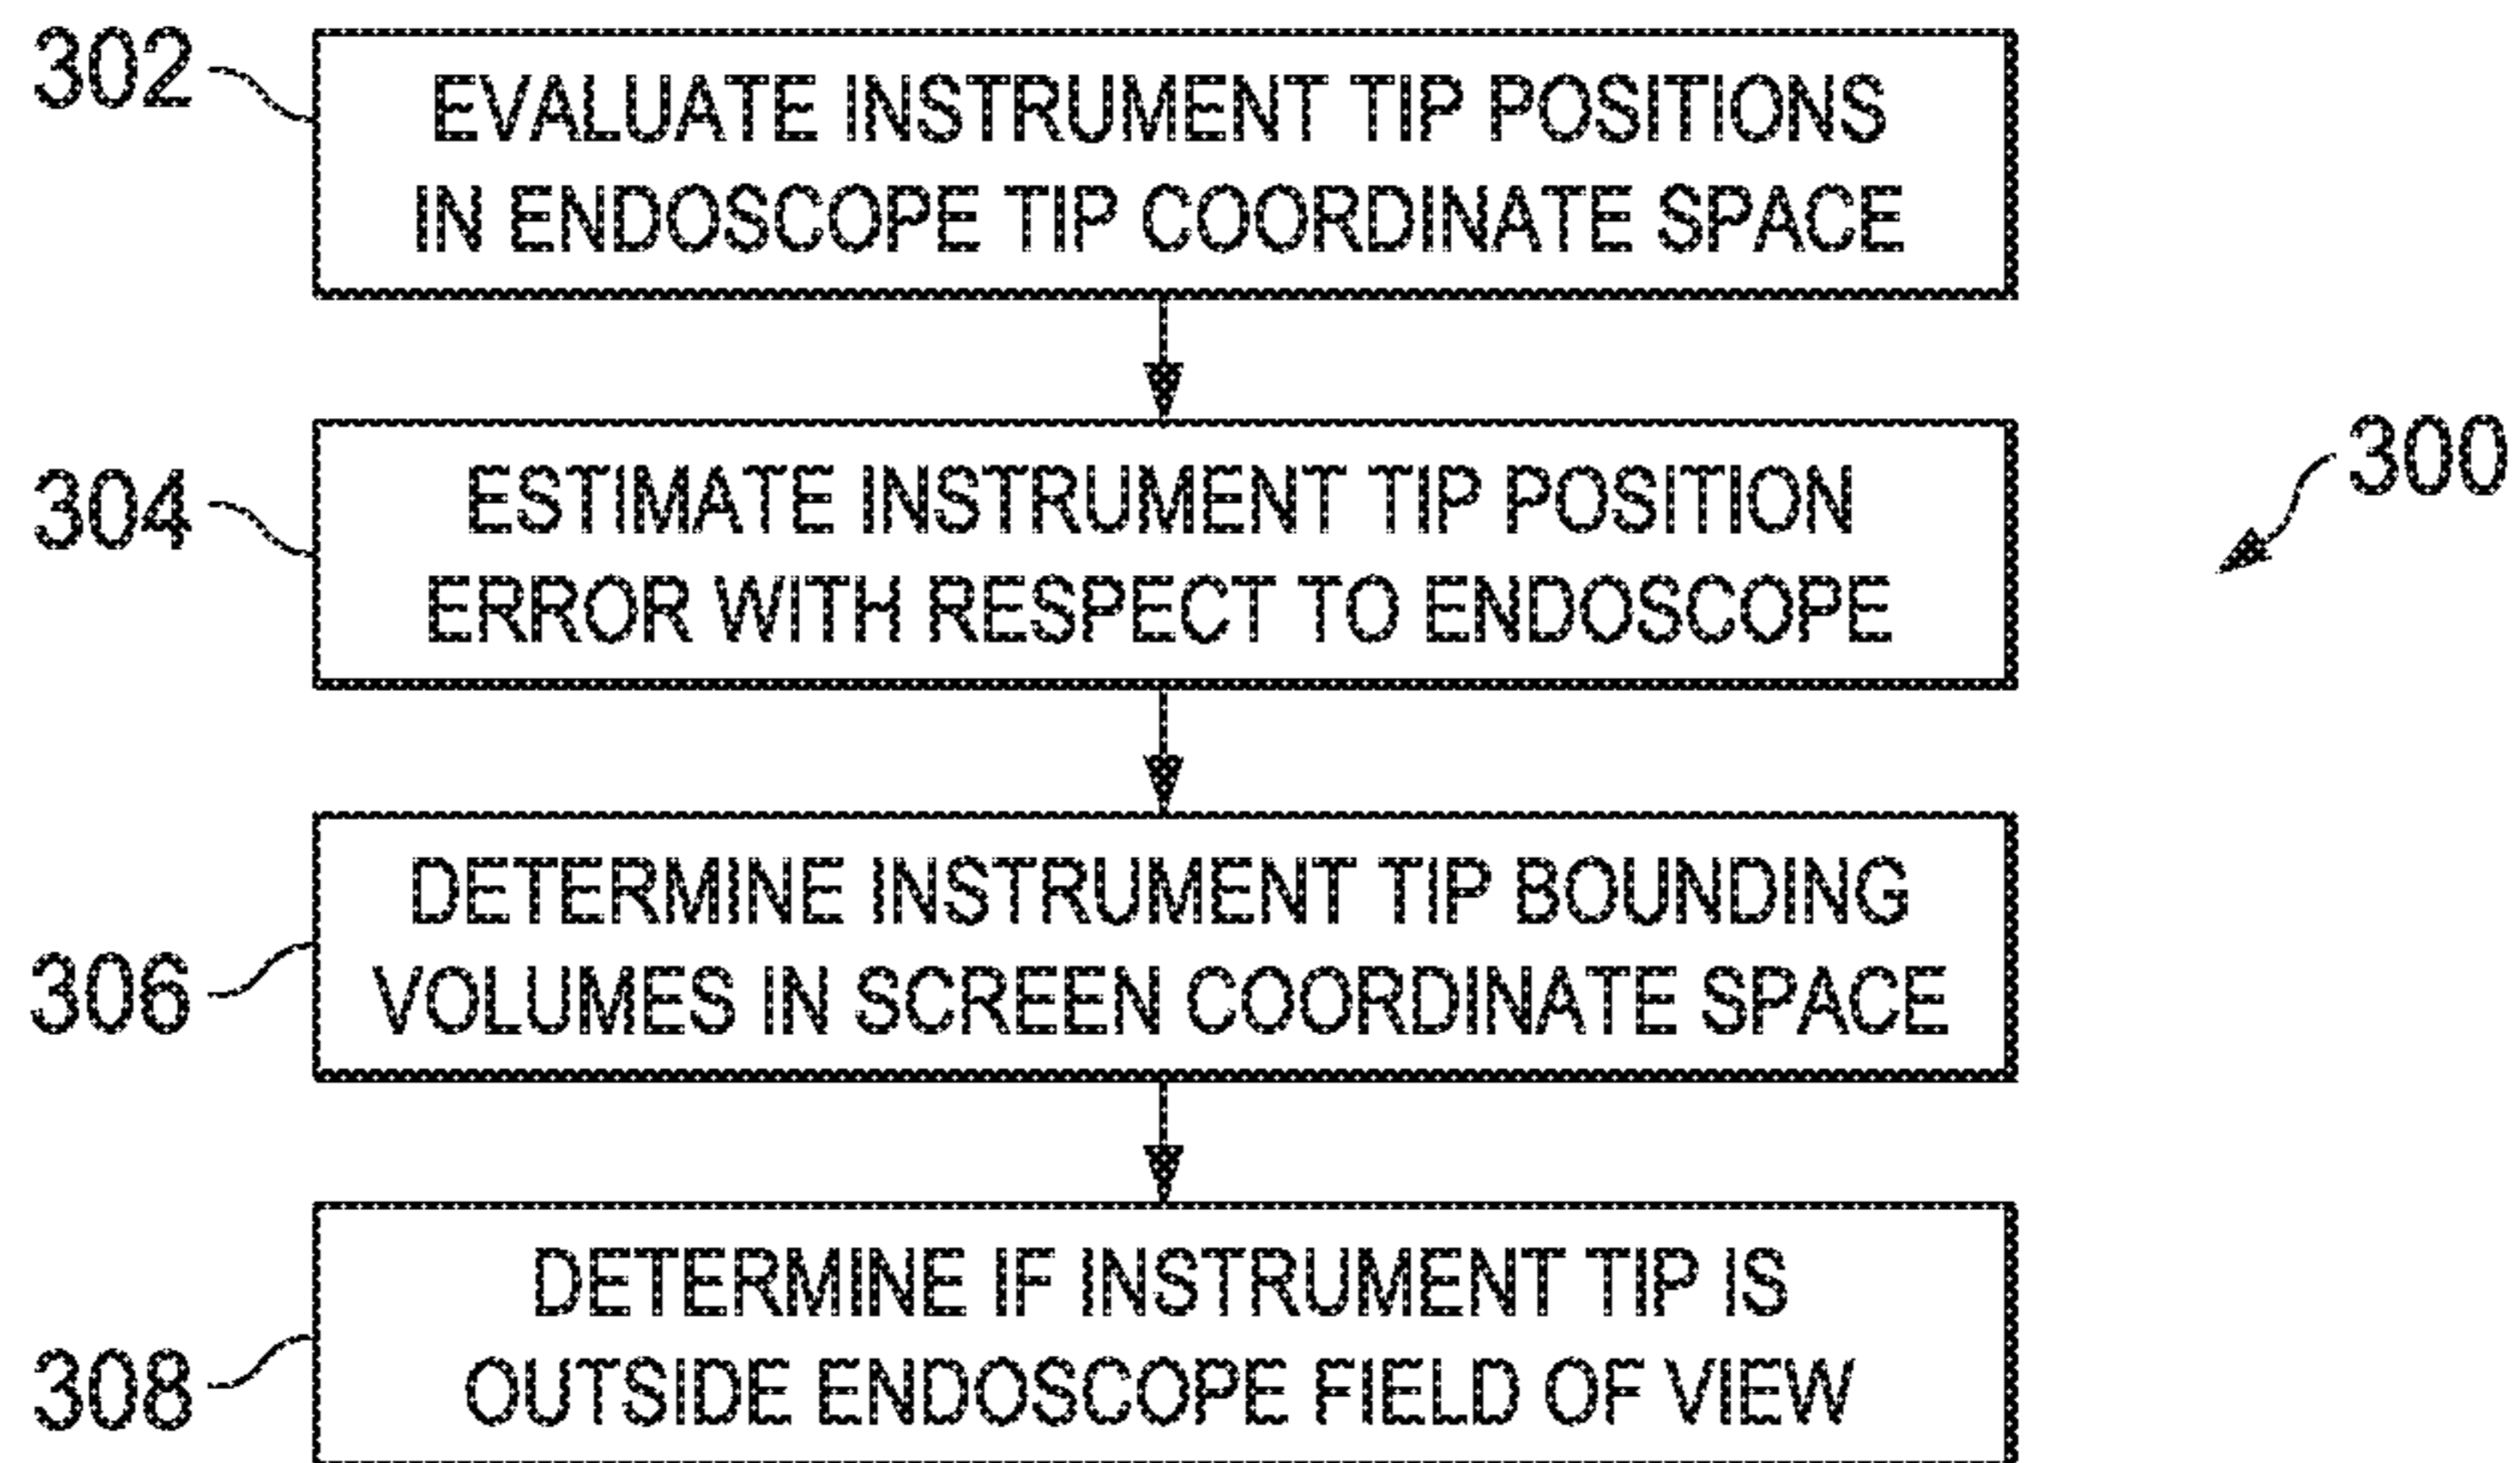 302
EVALUATE INSTRUMENT TIP POSITIONS
IN ENDOSCOPE TIP COORDINATE SPACE
304
ESTIMATE INSTRUMENT TIP POSITION
ERROR WITH RESPECT TO ENDOSCOPE
300
306
DETERMINE INSTRUMENT TIP BOUNDING
VOLUMES IN SCREEN COORDINATE SPACE
308
DETERMINE IF INSTRUMENT TIP IS
OUTSIDE ENDOSCOPE FIELD OF VIEW